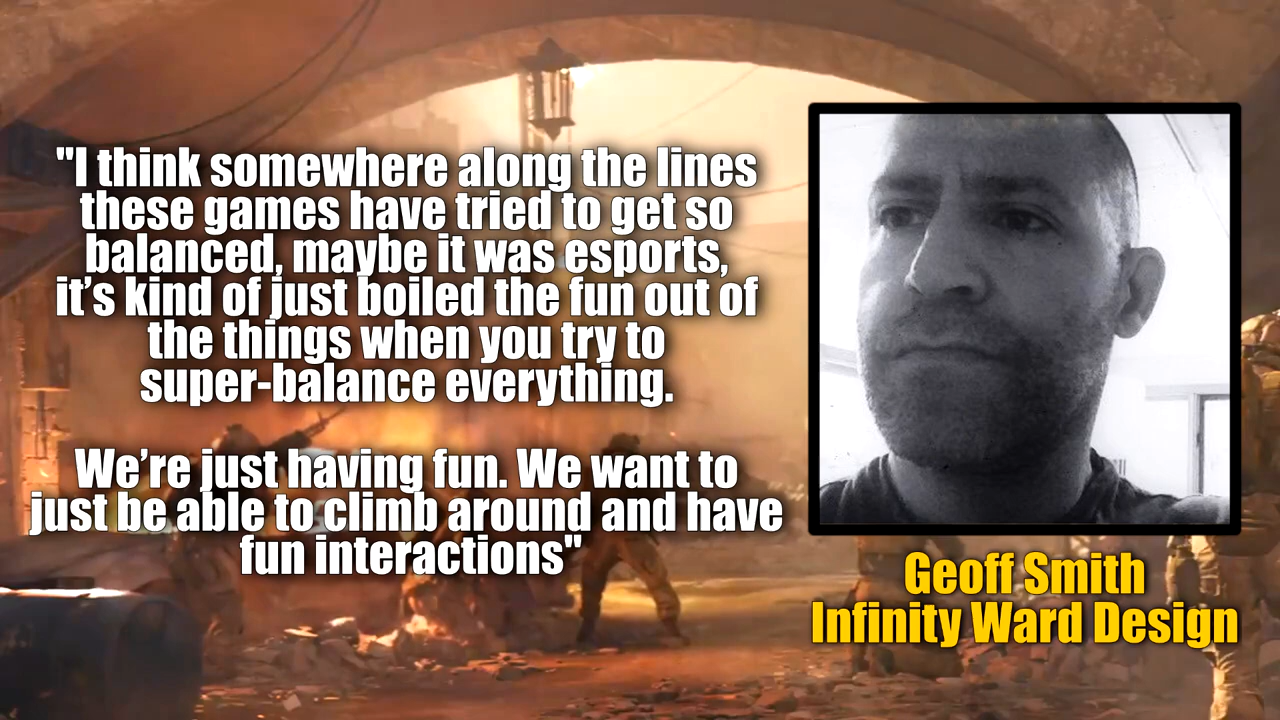 "I think somewhere along the lines
these games have tried to get so
balanced, maybe it was esports,
it’s kind of just boiled the fun out of
the things when you try to
super-balance everything.
We’re just having fun. We want to
just be able to climb around and have
fun interactions"
Geoff Smith
Infinity Ward Design